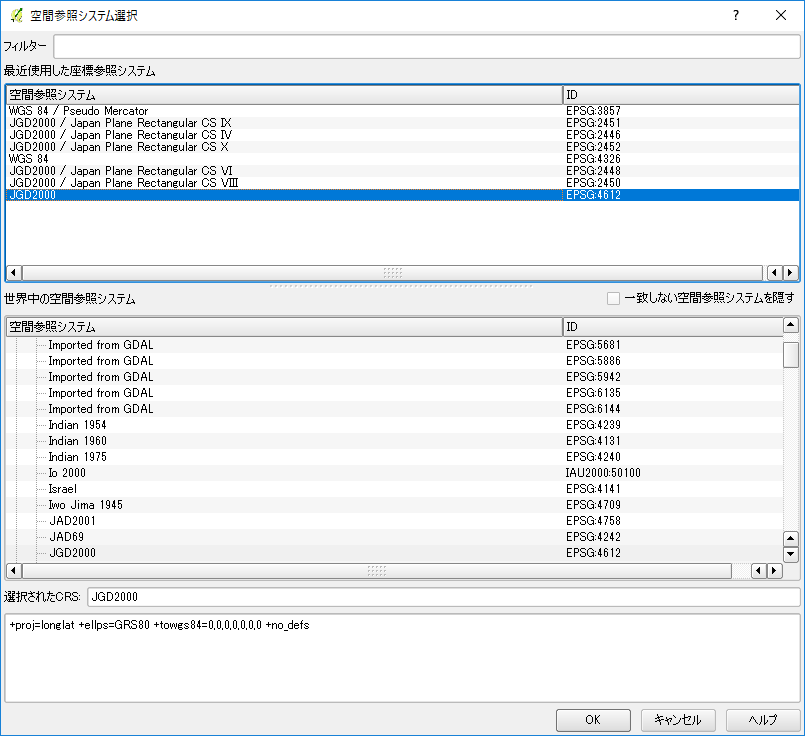 空間参照システム選択
フィルター
最近使用した座標参照システム
空間参照システム ID
WGS 84 / Pseudo Mercator EPSG:3857
JGD2000 / Japan Plane Rectangular CS IX EPSG:2451
JGD2000 / Japan Plane Rectangular CS IV EPSG:2446
JGD2000 / Japan Plane Rectangular CS X EPSG:2452
WGS 84 EPSG:4326
JGD2000 / Japan Plane Rectangular CS VI EPSG:2448
JGD2000 / Japan Plane Rectangular CS VIII EPSG:2450
JGD2000 EPSG:4612
世界中の空間参照システム 一致しない空間参照システムを隠す
空間参照システム ID
Imported from GDAL EPSG:5681
Imported from GDAL EPSG:5886
Imported from GDAL EPSG:5942
Imported from GDAL EPSG:6135
Imported from GDAL EPSG:6144
Indian 1954 EPSG:4239
Indian 1960 EPSG:4131
Indian 1975 EPSG:4240
Io 2000 IAU2000:50100
Israel EPSG:4141
Iwo Jima 1945 EPSG:4709
JAD2001 EPSG:4758
JAD69 EPSG:4242
JGD2000 EPSG:4612
選択されたCRS: JGD2000
+proj=longlat +ellps=GRS80 +towgs84=0,0,0,0,0,0,0 +no_defs
OK キャンセル ヘルプ